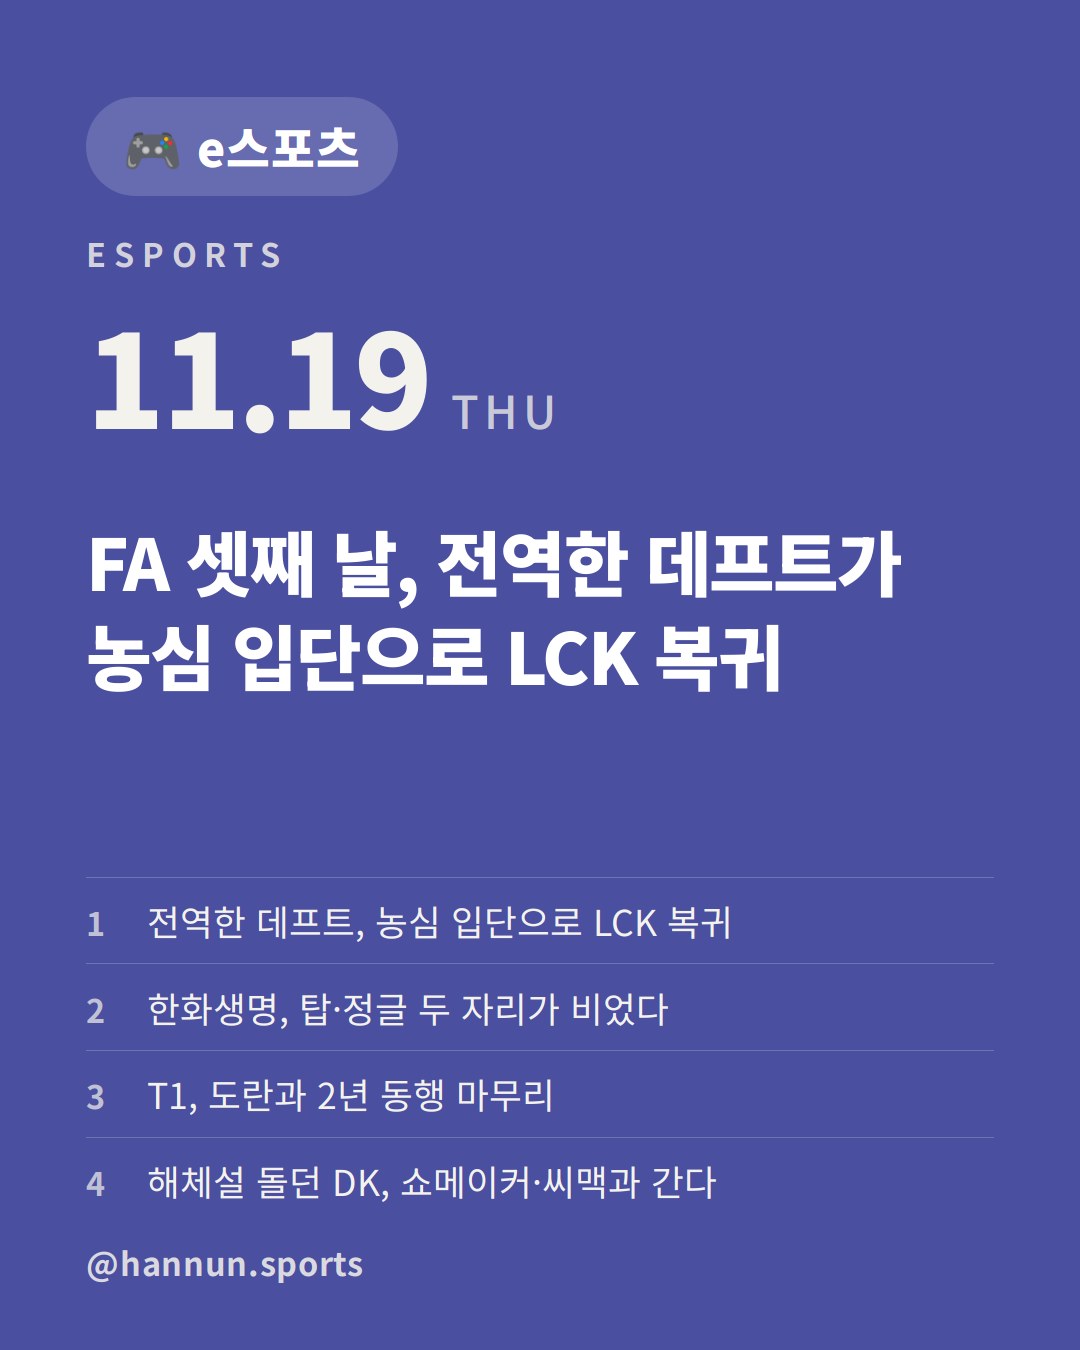 🎮 e스포츠
ESPORTS
11.19 THU
FA 셋째 날, 전역한 데프트가
농심 입단으로 LCK 복귀
1 전역한 데프트, 농심 입단으로 LCK 복귀
2 한화생명, 탑·정글 두 자리가 비었다
3 T1, 도란과 2년 동행 마무리
4 해체설 돌던 DK, 쇼메이커·씨맥과 간다
@hannun.sports